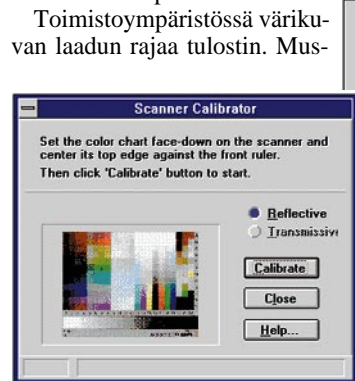 Toimistoympäristössä väriku-
van laadun rajaa tulostin. Mus-
Scanner Calibrator
Set the color chart face-down on the scanner and
center its top edge against the front ruler.
Then click 'Calibrate' button to start.
Reflective
Transmissive
Calibrate
Close
Help...